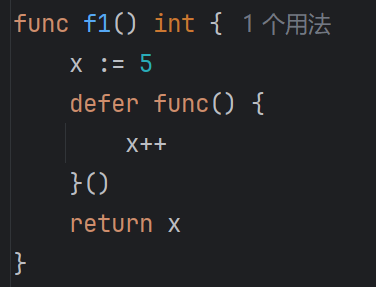 func f1() int { 1 个用法
    x := 5
    defer func() {
        x++
    }()
    return x
}